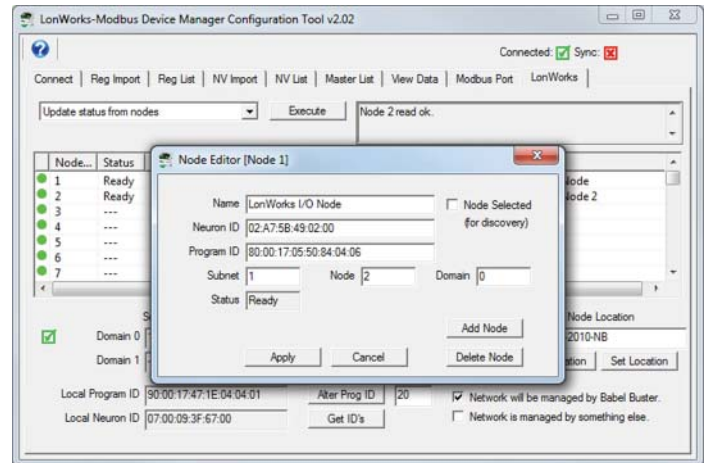 LonWorks-Modbus Device Manager Configuration Tool v2.02
Connected: Sync:
Connect Reg Import Reg List NV Import NV List Master List View Data Modbus Port LonWorks
Update status from nodes Execute Node 2 read ok.
Node... Status
1 Ready Node
2 Ready Node 2
3 ---
4 ---
5 ---
6 ---
7 ---
Node Editor [Node 1]
Name LonWorks I/O Node Node Selected
(for discovery)
Neuron ID 02:A7:5B:49:02:00
Program ID 80:00:17:05:50:84:04:06
Subnet 1 Node 2 Domain 0
Status Ready
Add Node
Apply Cancel Delete Node
Node Location
Domain 0 2010-NB
Domain 1 Set Location
Local Program ID 90:00:17:47:1E:04:04:01 Alter Prog ID 20 Network will be managed by Babel Buster.
Local Neuron ID 07:00:09:3F:67:00 Get ID's Network is managed by something else.